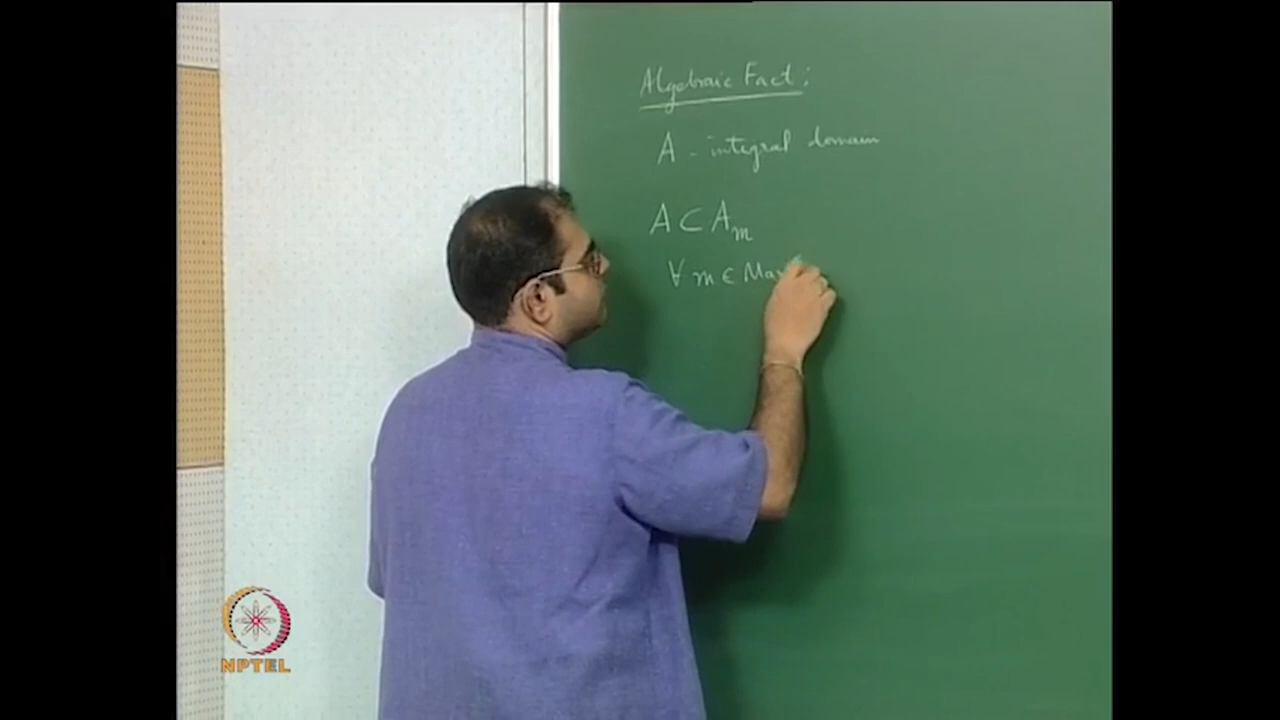 Algebraic Fact:
A - integral domain
A ⊂ A_m
∀ m ∈ Max
NPTEL